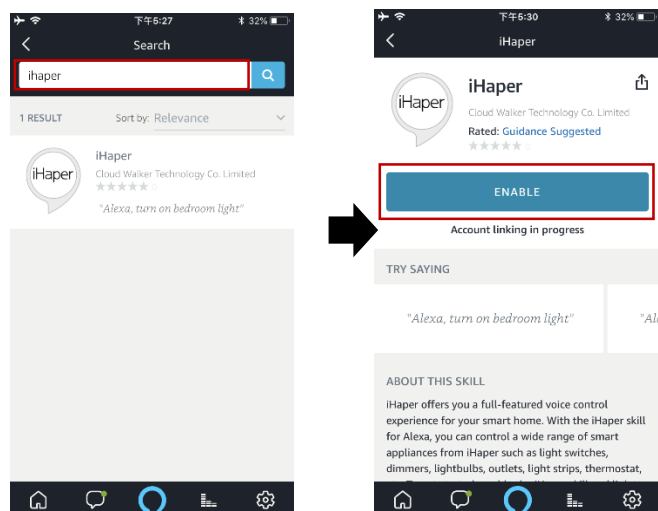 下午5:27
32%
Search
ihaper
1 RESULT
Sort by: Relevance
iHaper
iHaper
Cloud Walker Technology Co. Limited
"Alexa, turn on bedroom light"
下午5:30
32%
iHaper
iHaper
iHaper
Cloud Walker Technology Co. Limited
Rated: Guidance Suggested
ENABLE
Account linking in progress
TRY SAYING
"Alexa, turn on bedroom light"
ABOUT THIS SKILL
iHaper offers you a full-featured voice control
experience for your smart home. With the iHaper skill
for Alexa, you can control a wide range of smart
appliances from iHaper such as light switches,
dimmers, lightbulbs, outlets, light strips, thermostat,